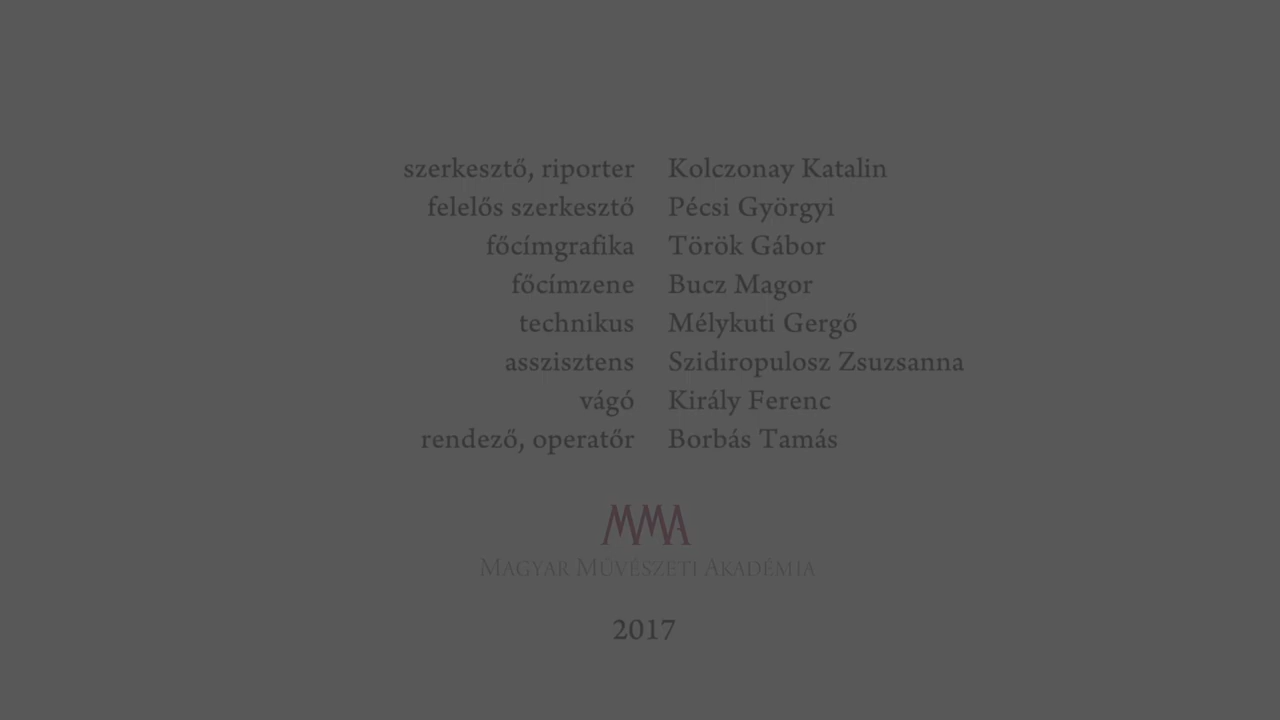 szerkesztő, riporter Kolczonay Katalin
felelős szerkesztő Pécsi Györgyi
főcímgrafika Török Gábor
főcímzene Bucz Magor
technikus Mélykuti Gergő
asszisztens Szidiropulosz Zsuzsanna
vágó Király Ferenc
rendező, operatőr Borbás Tamás
MMA
Magyar Művészeti Akadémia
2017